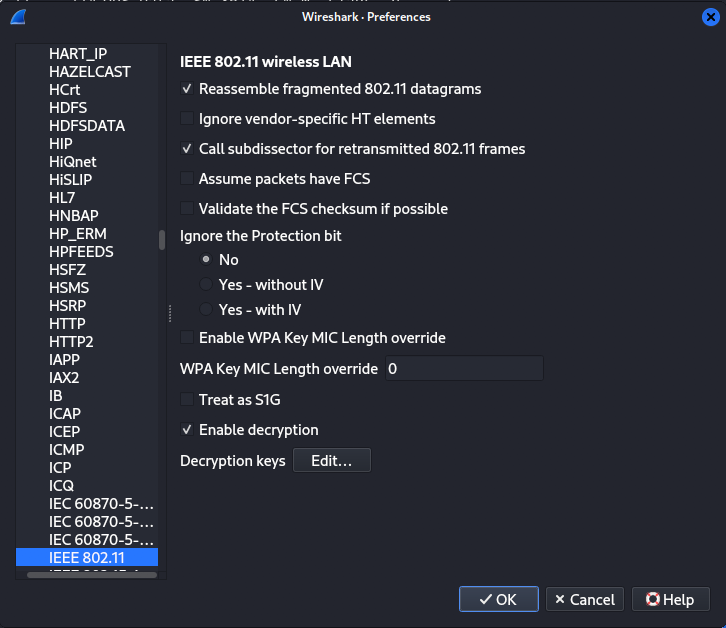 Wireshark · Preferences
HART_IP
HAZELCAST
HCrt
HDFS
HDFSDATA
HIP
HiQnet
HiSLIP
HL7
HNBAP
HP_ERM
HPFEEDS
HSFZ
HSMS
HSRP
HTTP
HTTP2
IAPP
IAX2
IB
ICAP
ICEP
ICMP
ICP
ICQ
IEC 60870-5-…
IEC 60870-5-…
IEC 60870-5-…
IEEE 802.11
IEEE 802.11 wireless LAN
Reassemble fragmented 802.11 datagrams
Ignore vendor-specific HT elements
Call subdissector for retransmitted 802.11 frames
Assume packets have FCS
Validate the FCS checksum if possible
Ignore the Protection bit
No
Yes - without IV
Yes - with IV
Enable WPA Key MIC Length override
WPA Key MIC Length override 0
Treat as S1G
Enable decryption
Decryption keys Edit…
OK Cancel Help